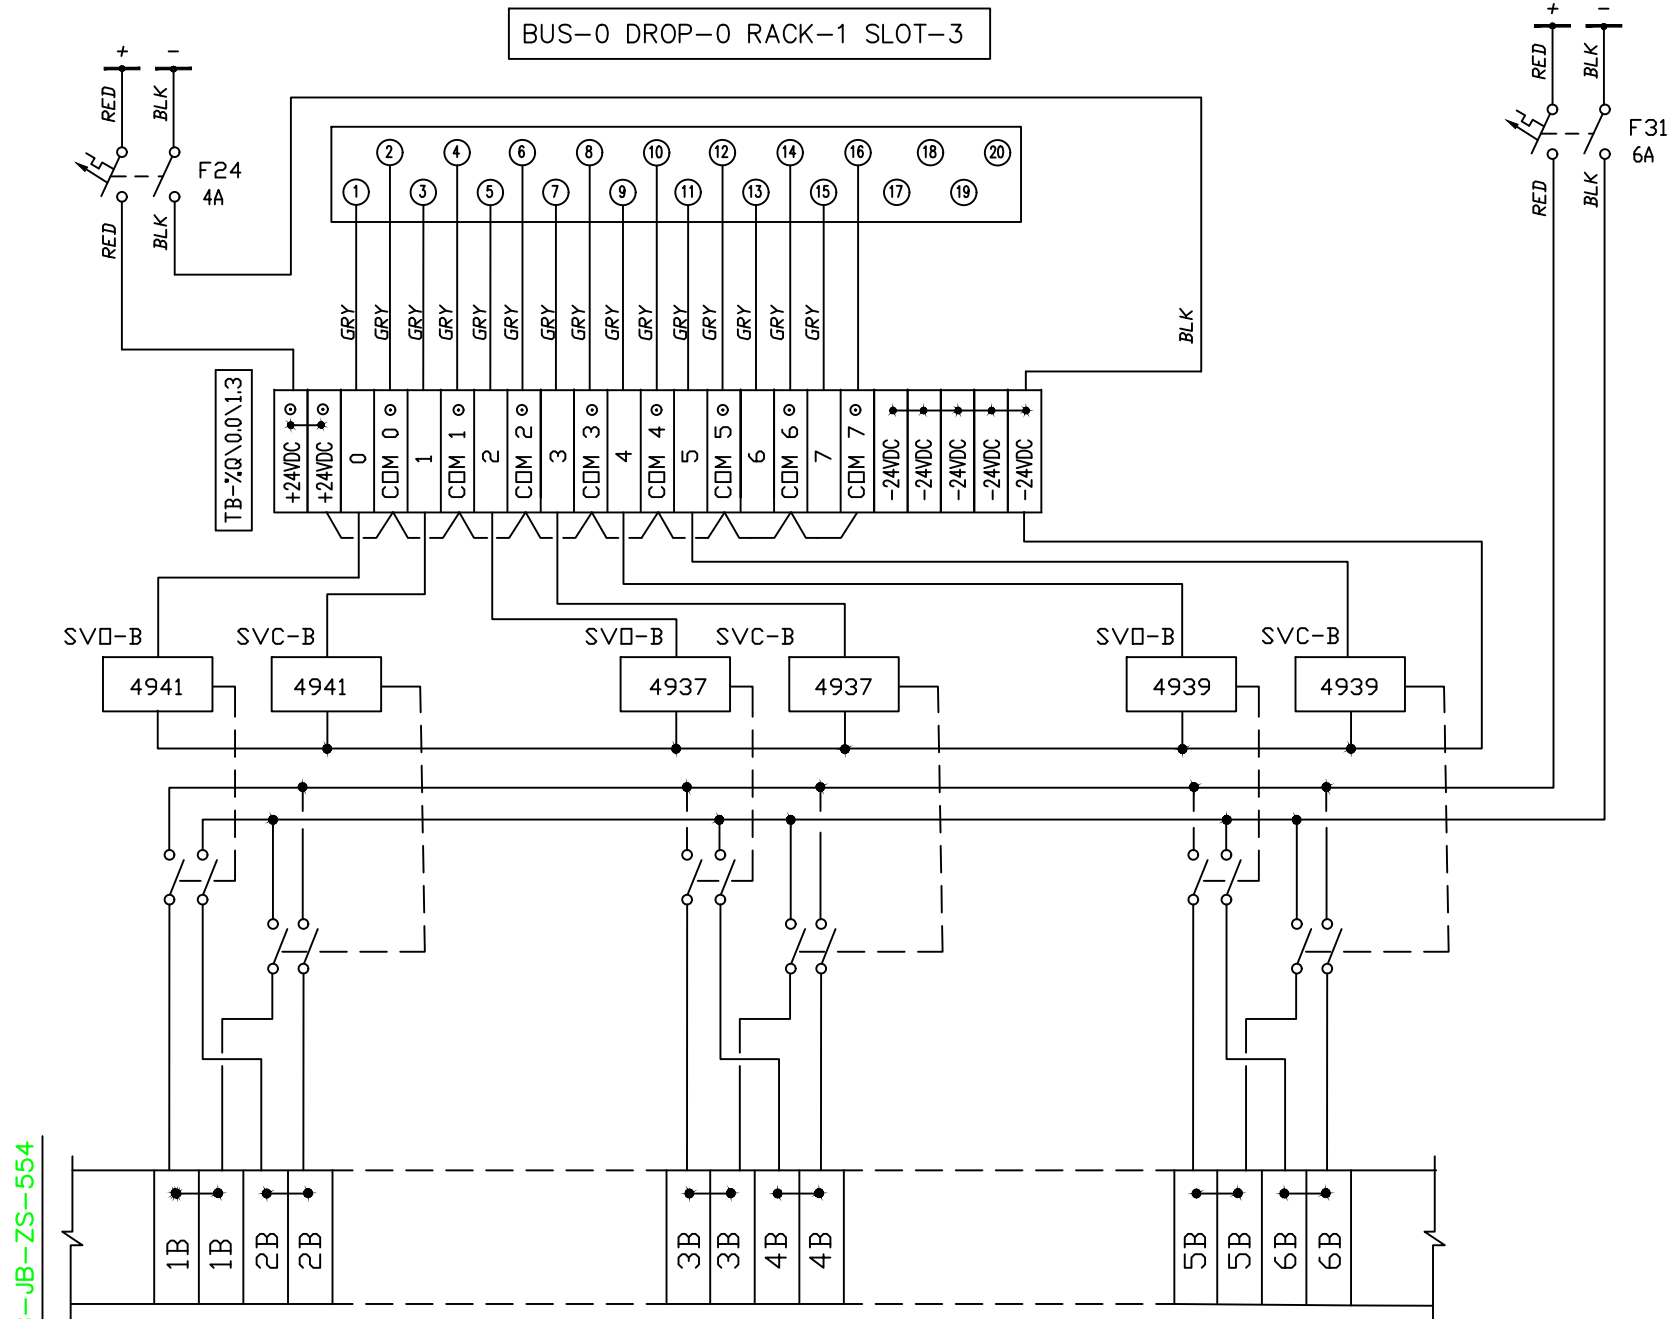 BUS-0 DROP-0 RACK-1 SLOT-3
+ -
RED BLK
F24
4A
RED BLK
+ -
RED BLK
F31
6A
RED BLK
2 4 6 8 10 12 14 16 18 20
1 3 5 7 9 11 13 15 17 19
GRY GRY GRY GRY GRY GRY GRY GRY GRY GRY GRY GRY GRY GRY GRY
BLK
TB-%Q\0.0\1.3
+24VDC
+24VDC
0
COM 0
1
COM 1
2
COM 2
3
COM 3
4
COM 4
5
COM 5
6
COM 6
7
COM 7
-24VDC
-24VDC
-24VDC
-24VDC
-24VDC
SVO-B SVC-B SVO-B SVC-B SVO-B SVC-B
4941 4941 4937 4937 4939 4939
-JB-ZS-554
1B 1B 2B 2B 3B 3B 4B 4B 5B 5B 6B 6B